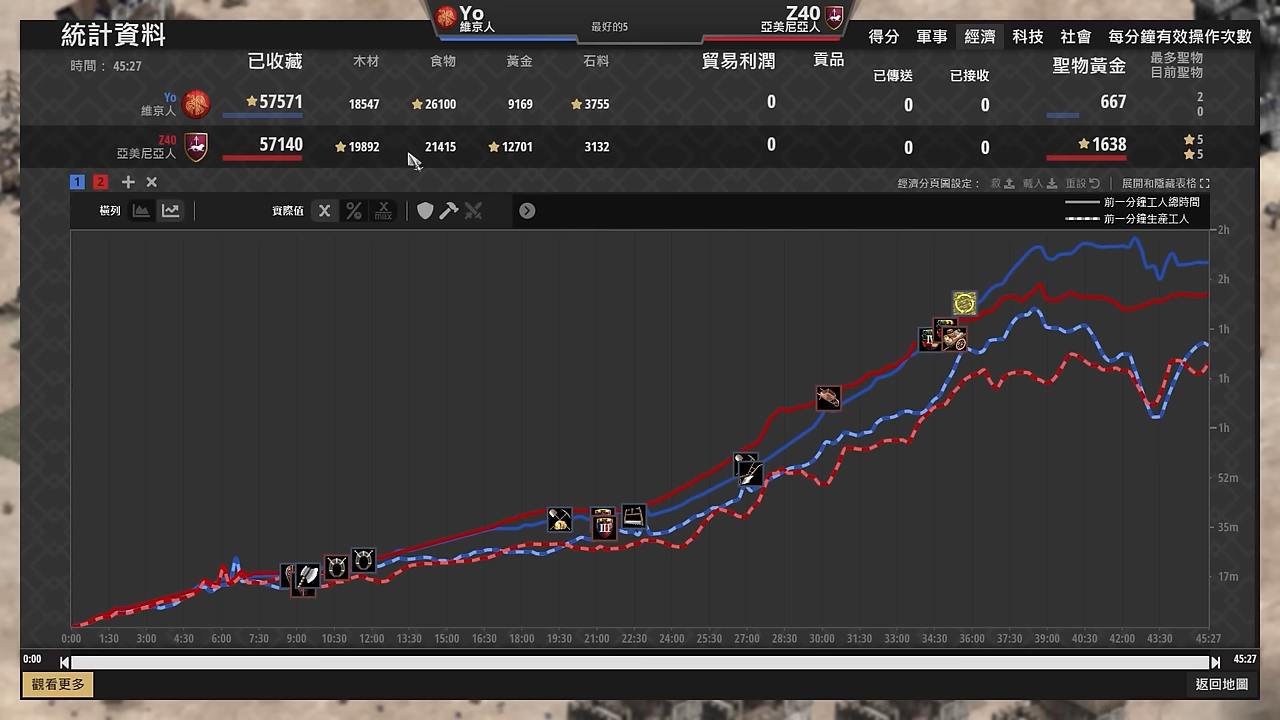 Yo
維京人
最好的5
Z40
亞美尼亞人
統計資料
得分 軍事 經濟 科技 社會 每分鐘有效操作次數
時間： 45:27
已收藏 木材 食物 黃金 石料 貿易利潤 貢品 已傳送 已接收 聖物黃金 最多聖物
目前聖物
Yo
維京人
57571 18547 26100 9169 3755 0 0 0 667 2
0
Z40
亞美尼亞人
57140 19892 21415 12701 3132 0 0 0 1638 5
5
1 2
經濟分頁圖設定： 救 載入 重設 | 展開和隱藏表格
橫列 實際值 X % X max
前一分鐘工人總時間
前一分鐘生產工人
2h
2h
1h
1h
1h
52m
35m
17m
III
0:00 1:30 3:00 4:30 6:00 7:30 9:00 10:30 12:00 13:30 15:00 16:30 18:00 19:30 21:00 22:30 24:00 25:30 27:00 28:30 30:00 31:30 33:00 34:30 36:00 37:30 39:00 40:30 42:00 43:30 45:27
0:00 45:27
觀看更多 返回地圖